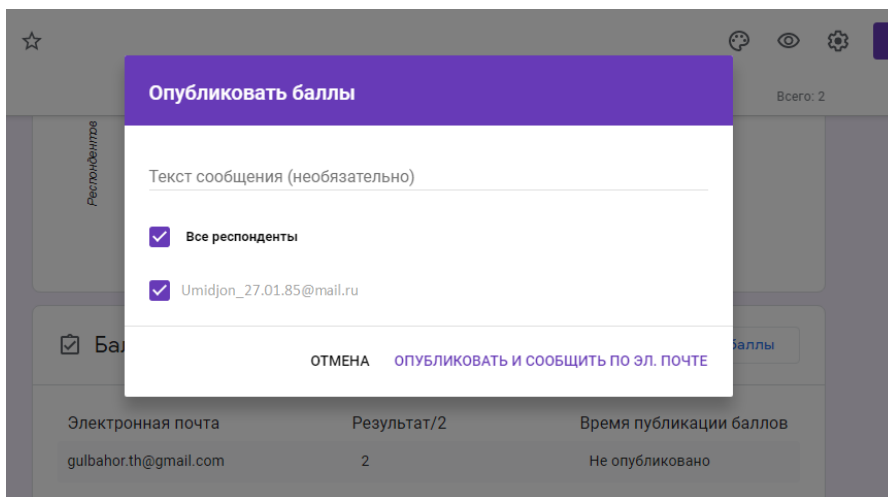 Опубликовать баллы
Всего: 2
Респондентов
Текст сообщения (необязательно)
Все респонденты
Umidjon_27.01.85@mail.ru
ОТМЕНА ОПУБЛИКОВАТЬ И СООБЩИТЬ ПО ЭЛ. ПОЧТЕ
баллы
Электронная почта Результат/2 Время публикации баллов
gulbahor.th@gmail.com 2 Не опубликовано